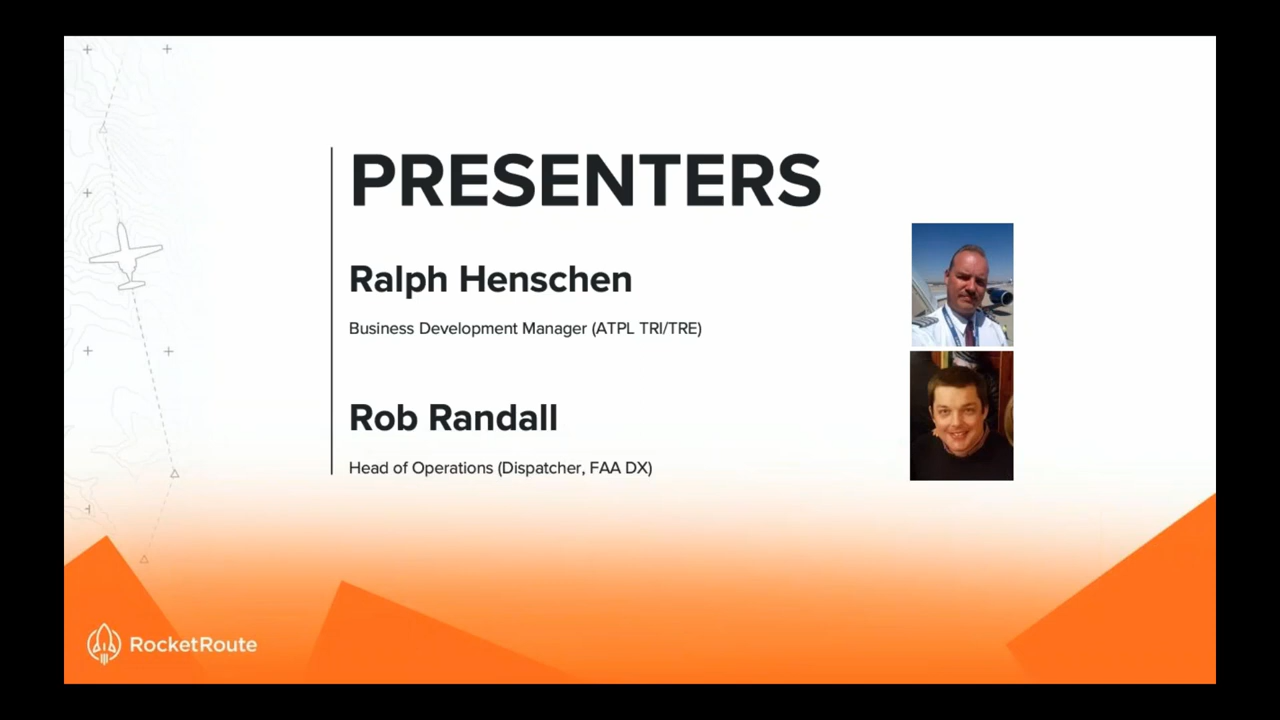 PRESENTERS
Ralph Henschen
Business Development Manager (ATPL TRI/TRE)
Rob Randall
Head of Operations (Dispatcher, FAA DX)
RocketRoute